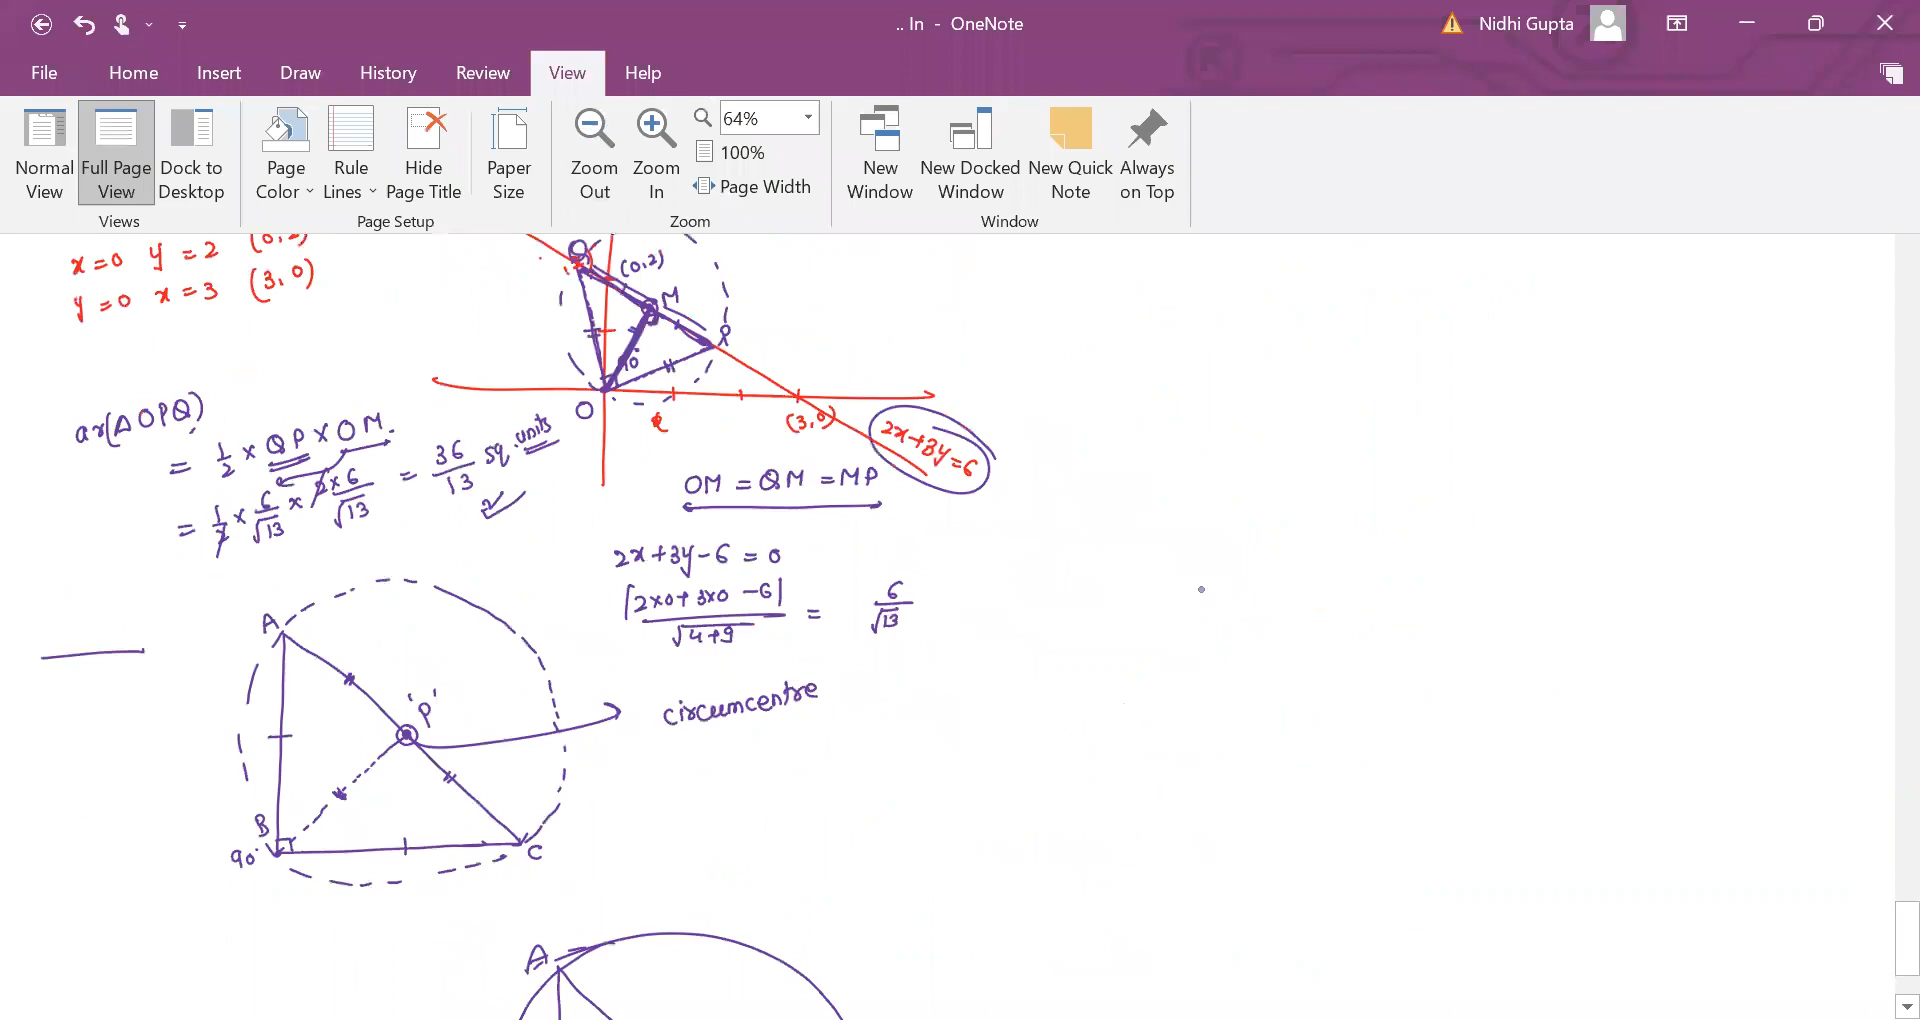 .. In - OneNote
Nidhi Gupta
File Home Insert Draw History Review View Help
Normal View
Full Page View
Dock to Desktop
Views
Page Color
Rule Lines
Hide Page Title
Paper Size
Page Setup
Zoom Out
Zoom In
64%
100%
Page Width
Zoom
New Window
New Docked Window
New Quick Note
Always on Top
Window
x=0 y=2 (0,2)
y=0 x=3 (3,0)
Q
(0,2)
M
P
90°
O
(3,0)
2x+3y=6
ar(ΔOPQ)
= 1/2 × QP × OM.
= 1/2 × 6/√13 × 2×6/√13 = 36/13 sq. units
OM = QM = MP
2x+3y-6 = 0
|2×0+3×0-6|/√4+9 = 6/√13
A
'P'
circumcentre
B
90°
C
A